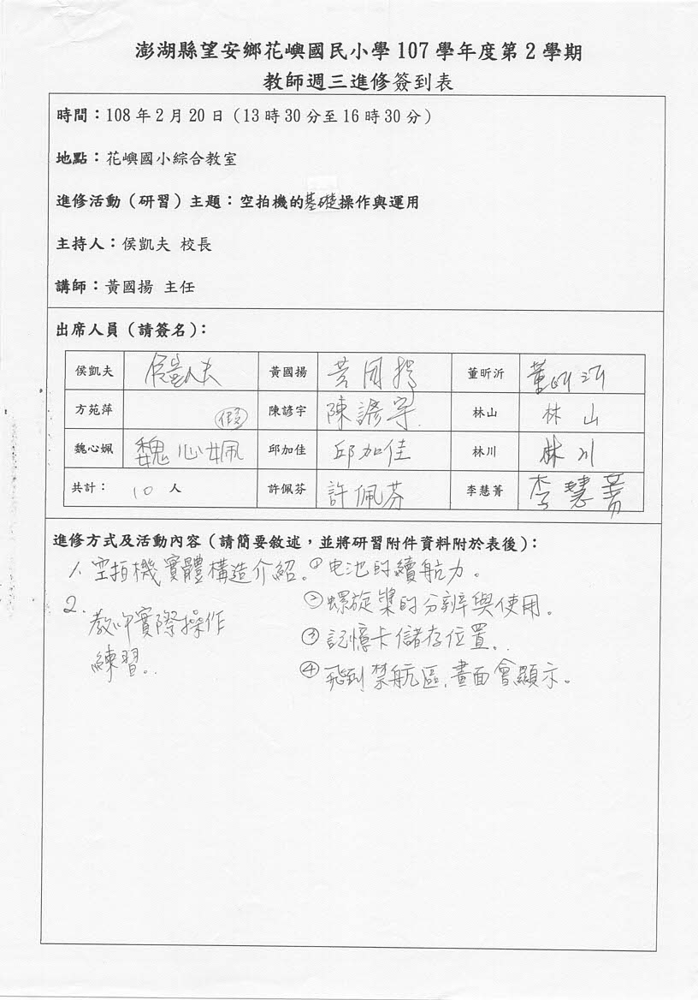 澎湖縣望安鄉花嶼國民小學 107 學年度第 2 學期
教師週三進修簽到表
時間：108 年 2 月 20 日（13 時 30 分至 16 時 30 分）
地點：花嶼國小綜合教室
進修活動（研習）主題：空拍機的基礎操作與運用
主持人：侯凱夫 校長
講師：黃國揚 主任
出席人員（請簽名）：
侯凱夫 侯凱夫 黃國揚 黃國揚 董昕沂 董昕沂
方苑萍 假 陳諺宇 陳諺宇 林山 林山
魏心姵 魏心姵 邱加佳 邱加佳 林川 林川
共計： 10 人 許佩芬 許佩芬 李慧菁 李慧菁
進修方式及活動內容（請簡要敘述，並將研習附件資料附於表後）：
1. 空拍機實體構造介紹。① 电池的續航力。
② 螺旋槳的分辨與使用。
2. 教師實際操作
③ 記憶卡儲存位置。
練習。
④ 飛到禁航區，畫面會顯示。